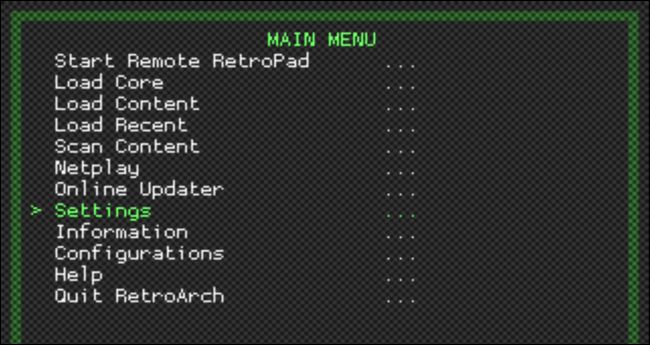 MAIN MENU
Start Remote RetroPad ...
Load Core ...
Load Content ...
Load Recent ...
Scan Content ...
Netplay ...
Online Updater ...
> Settings ...
Information ...
Configurations ...
Help ...
Quit RetroArch ...